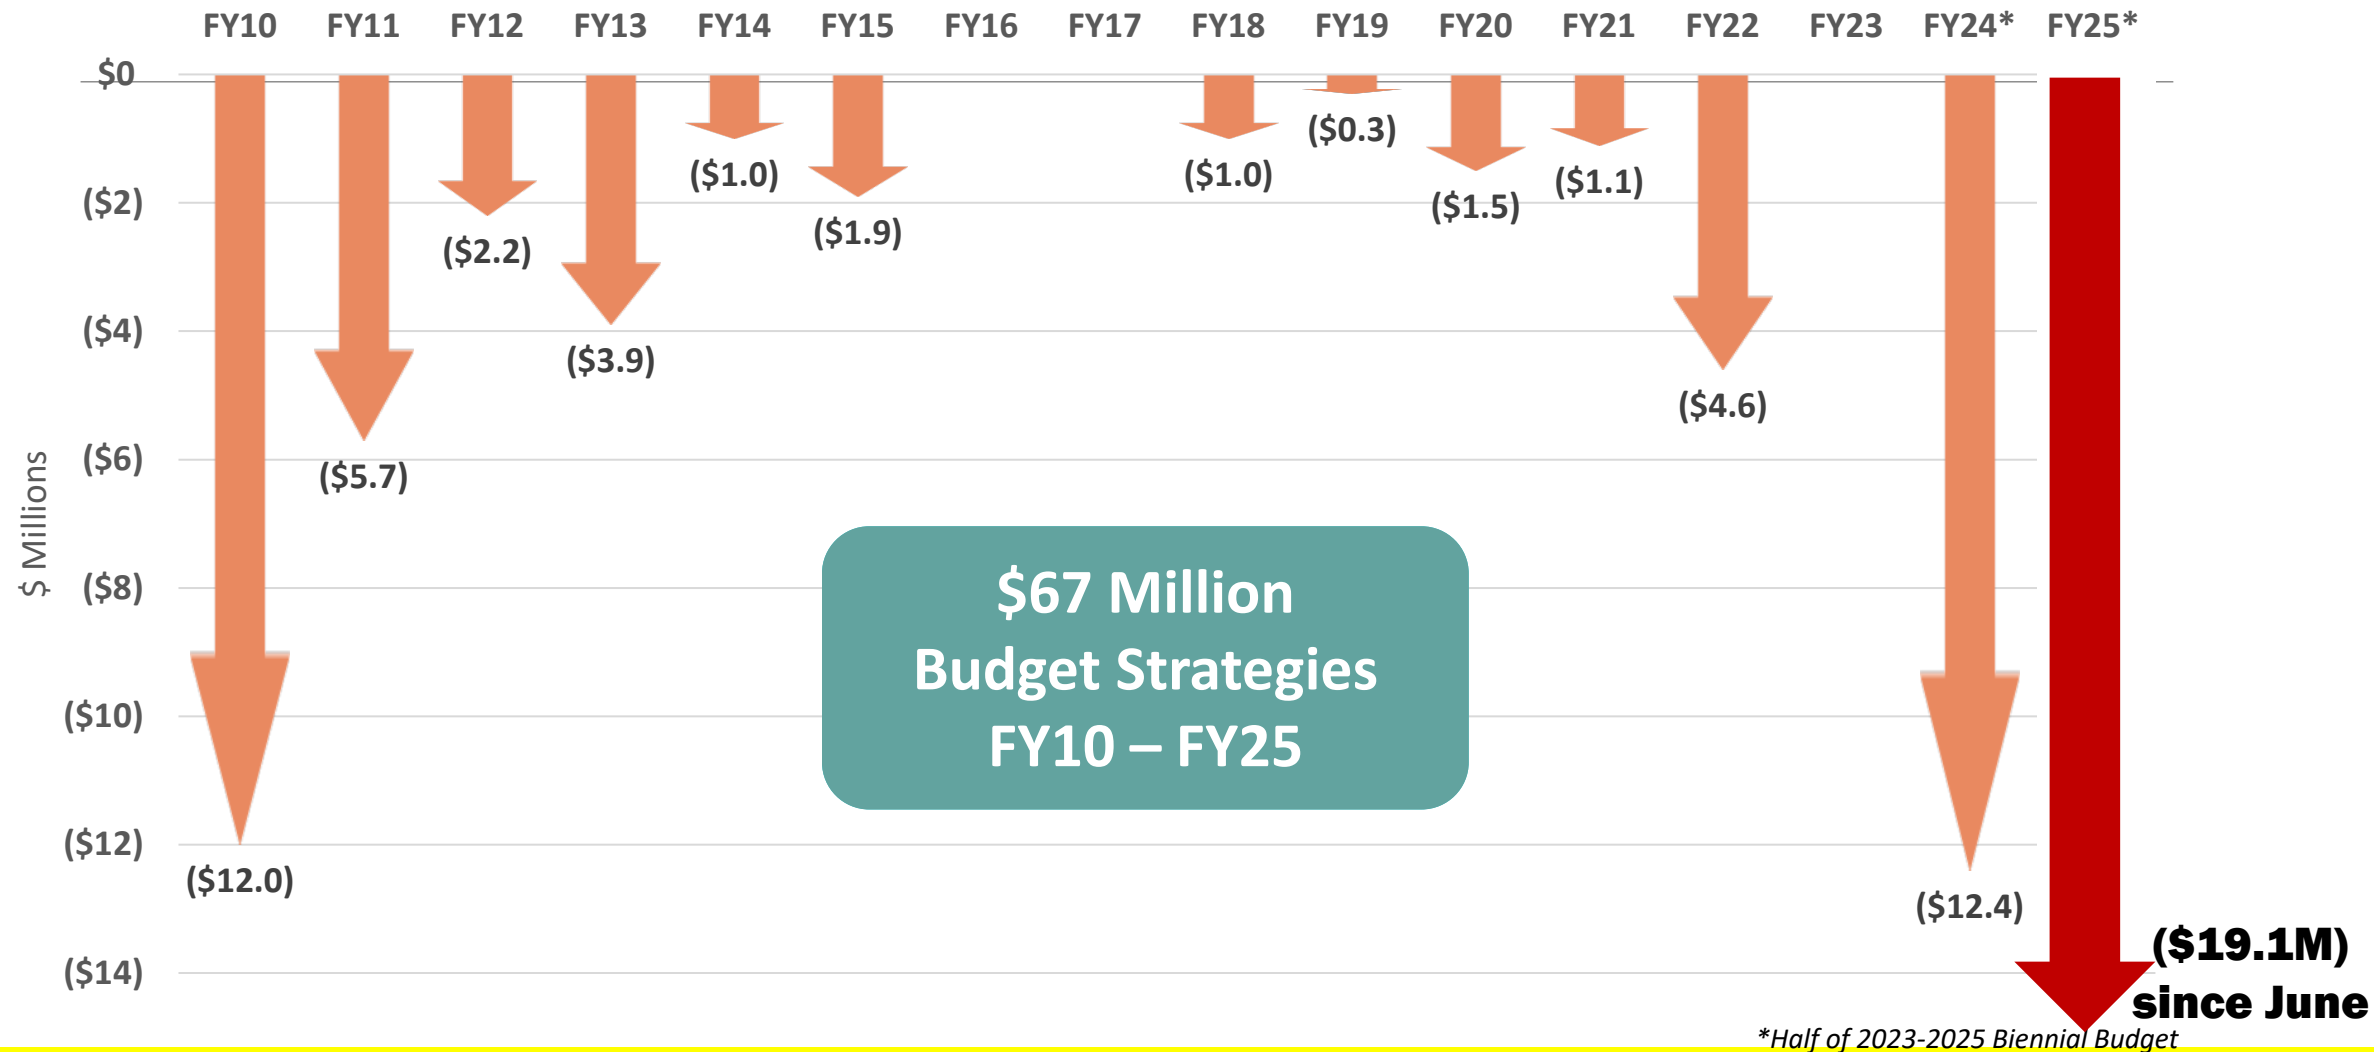 FY10 FY11 FY12 FY13 FY14 FY15 FY16 FY17 FY18 FY19 FY20 FY21 FY22 FY23 FY24* FY25*
$0
($2)
($4)
($6)
($8)
($10)
($12)
($14)
$ Millions
($12.0)
($5.7)
($2.2)
($3.9)
($1.0)
($1.9)
($1.0)
($0.3)
($1.5)
($1.1)
($4.6)
($12.4)
($19.1M)
since June
$67 Million
Budget Strategies
FY10 – FY25
*Half of 2023-2025 Biennial Budget